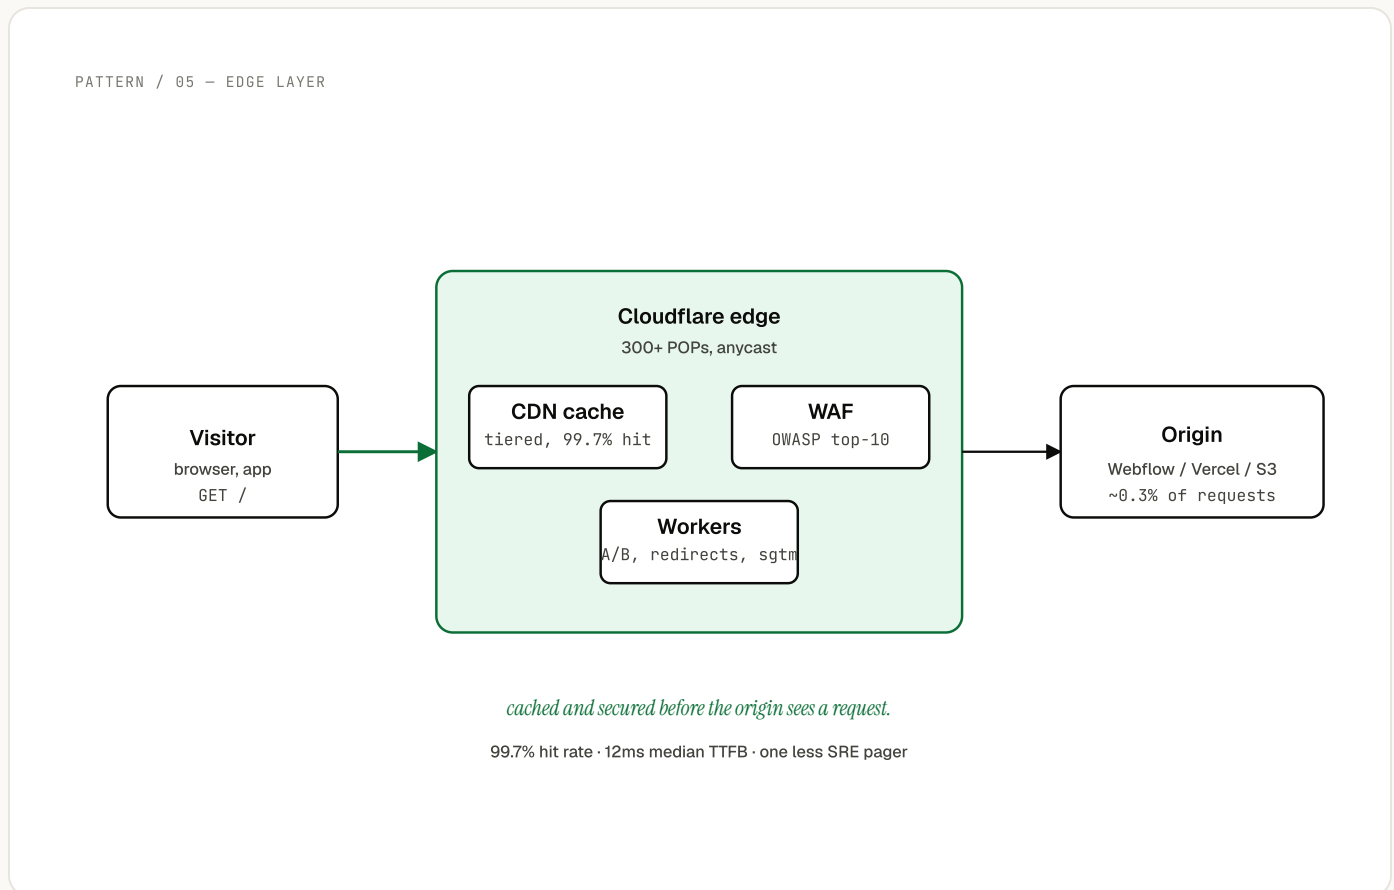 PATTERN / 05 — EDGE LAYER
Cloudflare edge
300+ POPs, anycast
Visitor
browser, app
GET /
CDN cache
tiered, 99.7% hit
WAF
OWASP top-10
Workers
A/B, redirects, sgtm
Origin
Webflow / Vercel / S3
~0.3% of requests
cached and secured before the origin sees a request.
99.7% hit rate · 12ms median TTFB · one less SRE pager